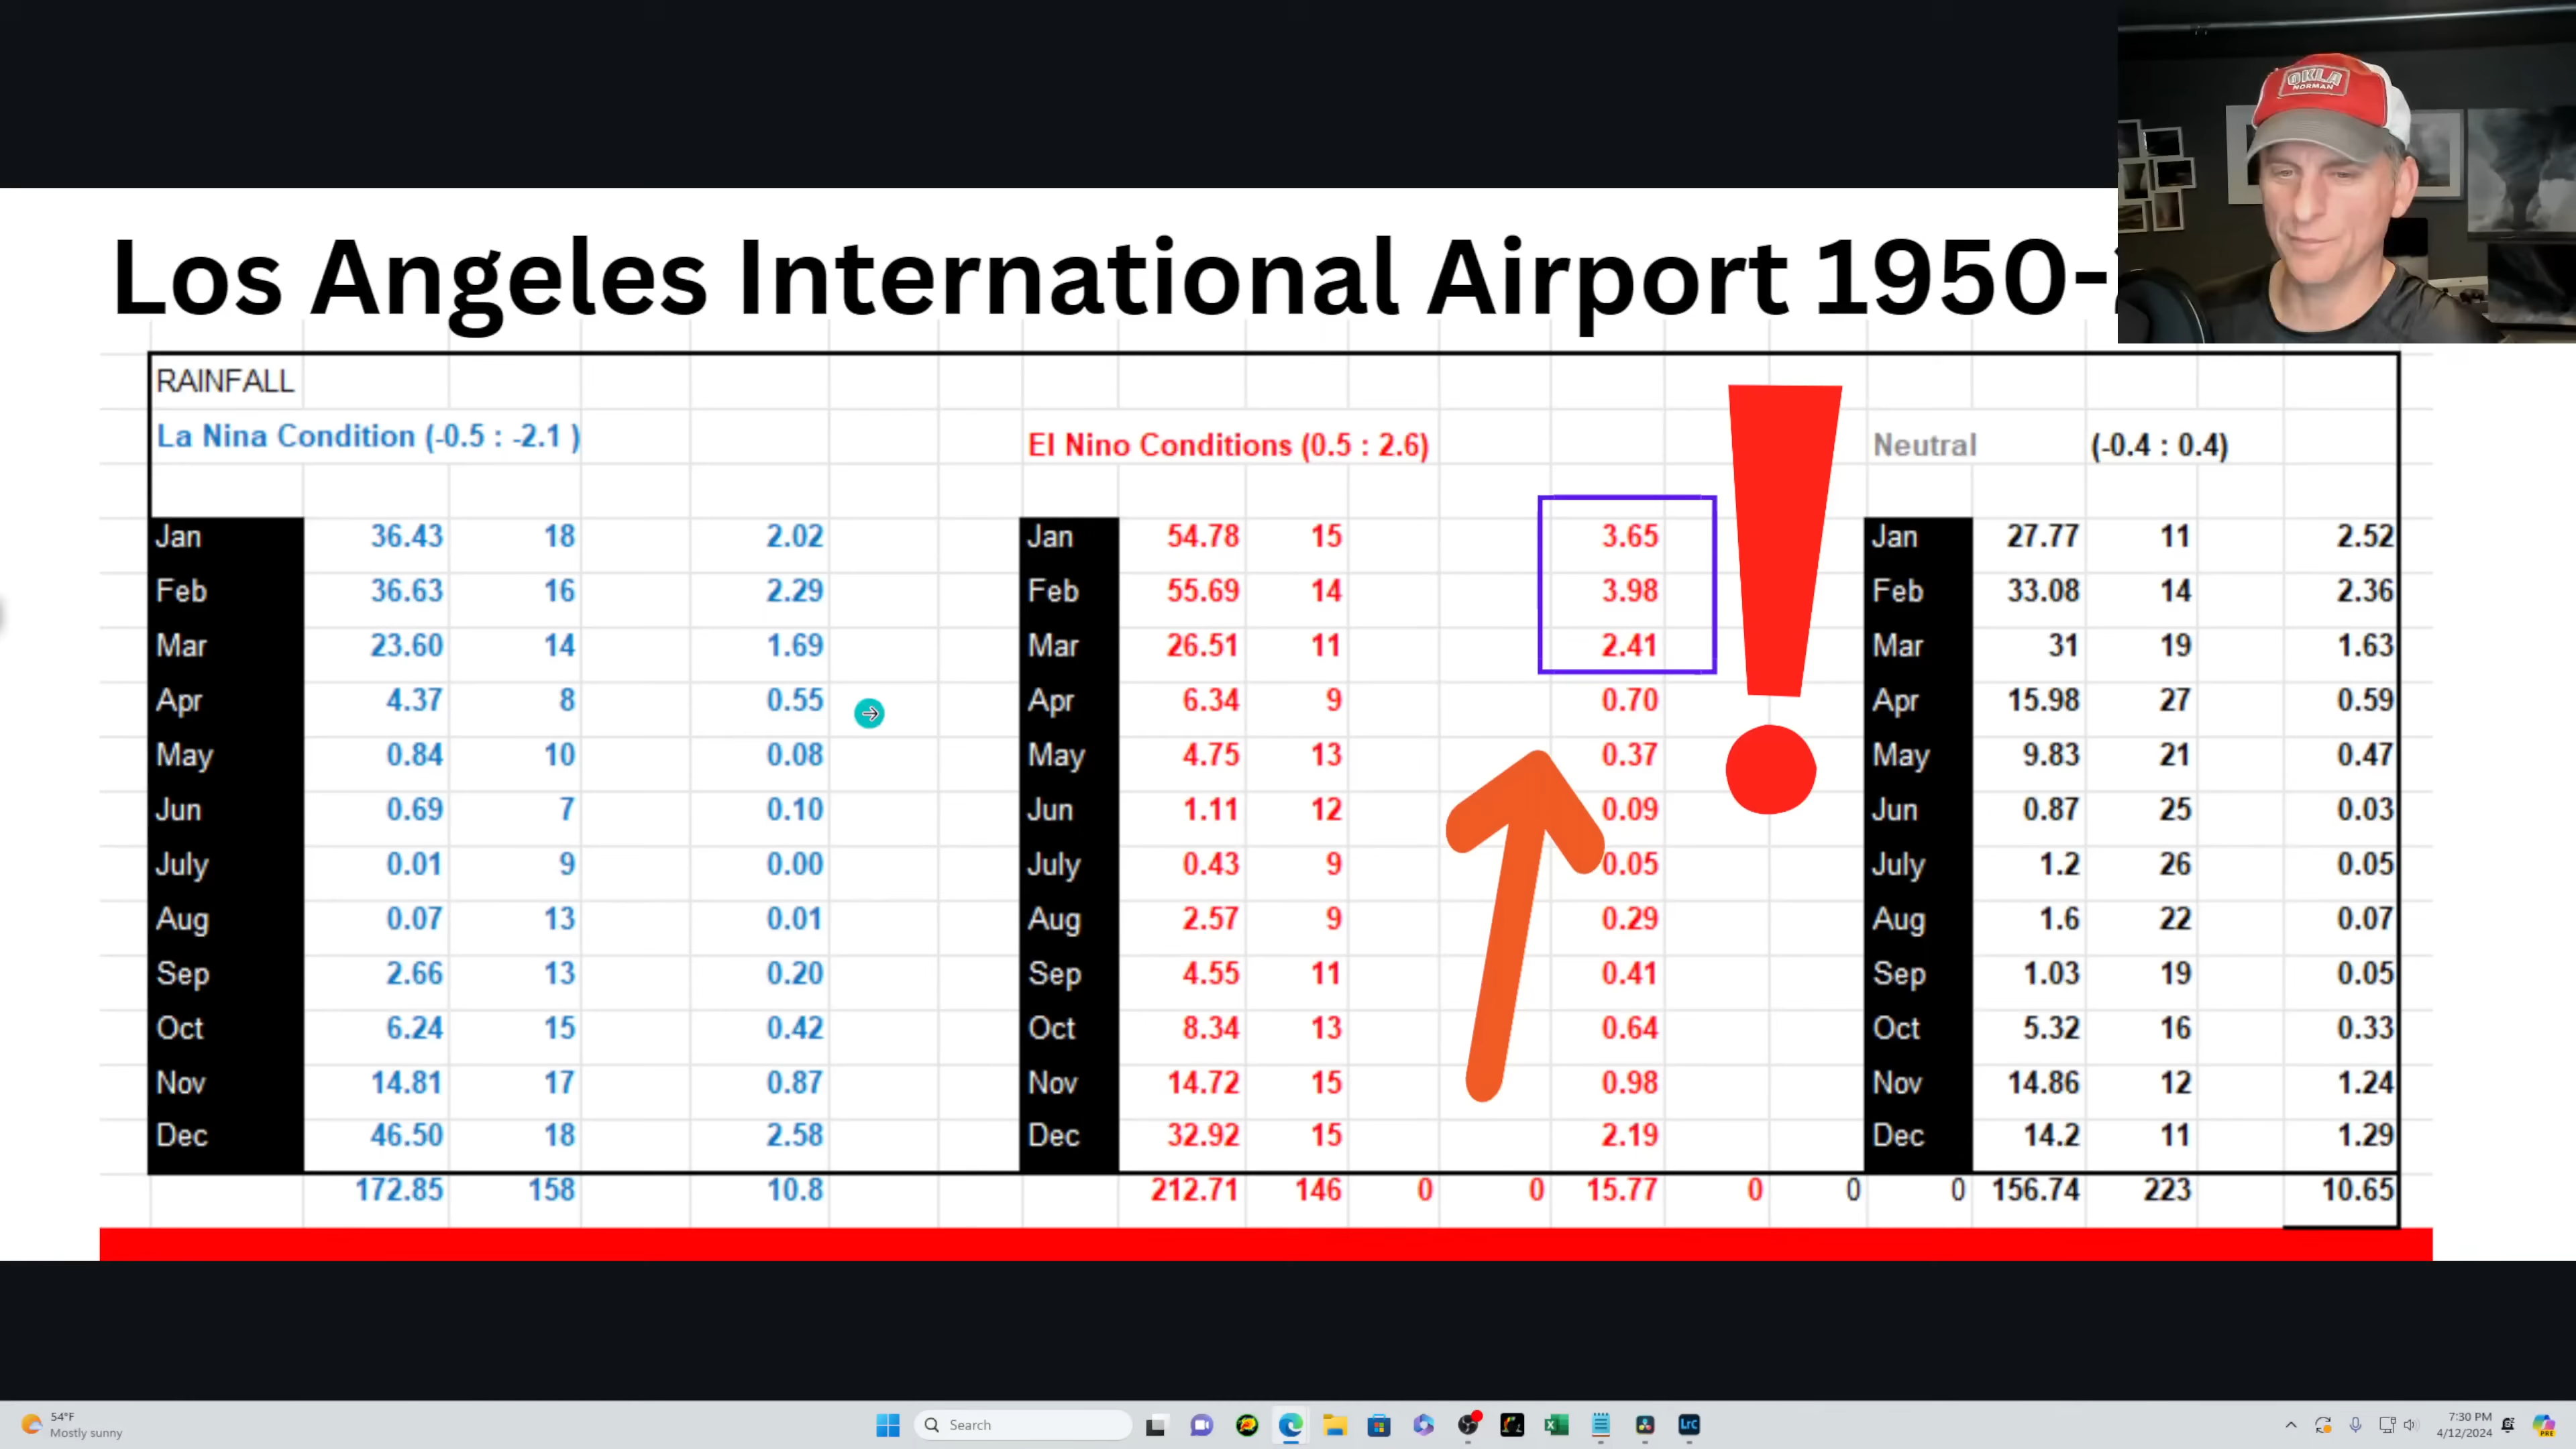 OKLA
NORMAN
Los Angeles International Airport 1950-
RAINFALL
La Nina Condition (-0.5 : -2.1 ) El Nino Conditions (0.5 : 2.6) Neutral (-0.4 : 0.4)
Jan 36.43 18 2.02 Jan 54.78 15 3.65 Jan 27.77 11 2.52
Feb 36.63 16 2.29 Feb 55.69 14 3.98 Feb 33.08 14 2.36
Mar 23.60 14 1.69 Mar 26.51 11 2.41 Mar 31 19 1.63
Apr 4.37 8 0.55 Apr 6.34 9 0.70 Apr 15.98 27 0.59
May 0.84 10 0.08 May 4.75 13 0.37 May 9.83 21 0.47
Jun 0.69 7 0.10 Jun 1.11 12 0.09 Jun 0.87 25 0.03
July 0.01 9 0.00 July 0.43 9 0.05 July 1.2 26 0.05
Aug 0.07 13 0.01 Aug 2.57 9 0.29 Aug 1.6 22 0.07
Sep 2.66 13 0.20 Sep 4.55 11 0.41 Sep 1.03 19 0.05
Oct 6.24 15 0.42 Oct 8.34 13 0.64 Oct 5.32 16 0.33
Nov 14.81 17 0.87 Nov 14.72 15 0.98 Nov 14.86 12 1.24
Dec 46.50 18 2.58 Dec 32.92 15 2.19 Dec 14.2 11 1.29
172.85 158 10.8 212.71 146 0 0 15.77 0 0 0 156.74 223 10.65
54°F
Mostly sunny
Search
LrC
7:30 PM
4/12/2024
PRE